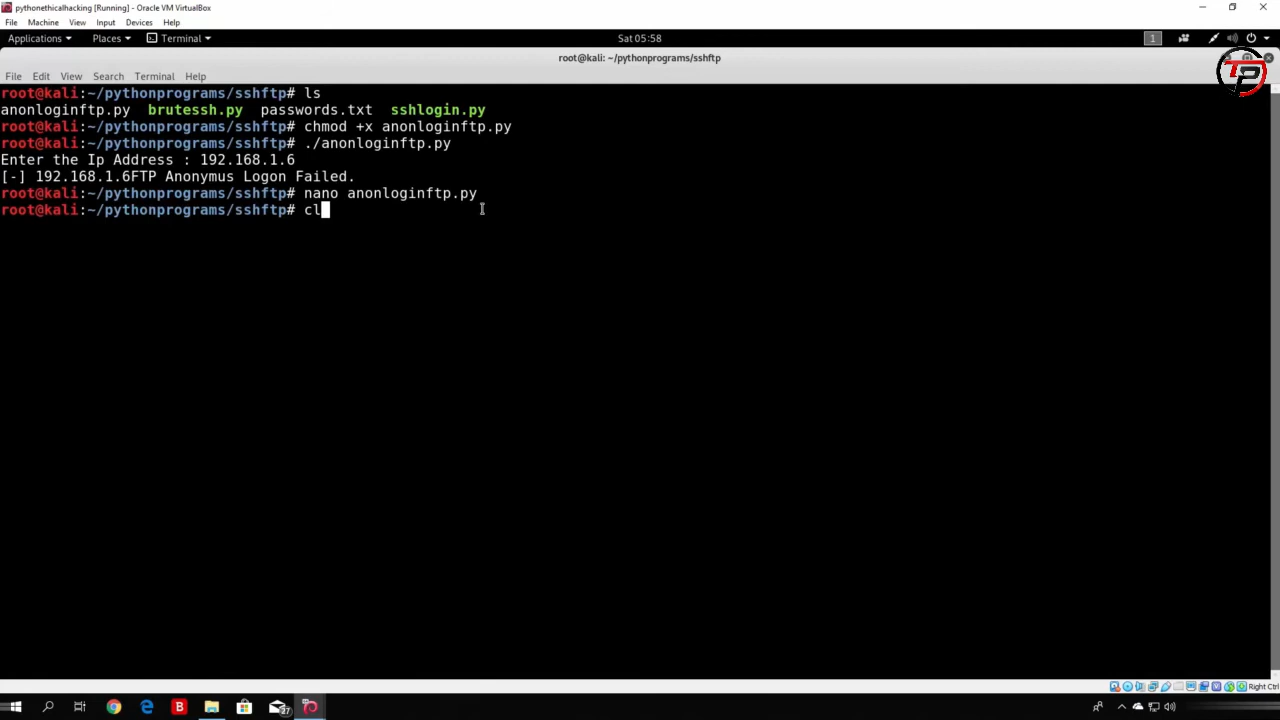 pythonethicalhacking [Running] - Oracle VM VirtualBox
File Machine View Input Devices Help
Applications Places Terminal Sat 05:58 1
root@kali: ~/pythonprograms/sshftp
TP
File Edit View Search Terminal Help
root@kali:~/pythonprograms/sshftp# ls
anonloginftp.py brutessh.py passwords.txt sshlogin.py
root@kali:~/pythonprograms/sshftp# chmod +x anonloginftp.py
root@kali:~/pythonprograms/sshftp# ./anonloginftp.py
Enter the Ip Address : 192.168.1.6
[-] 192.168.1.6FTP Anonymus Logon Failed.
root@kali:~/pythonprograms/sshftp# nano anonloginftp.py
root@kali:~/pythonprograms/sshftp# cl
Right Ctrl
B